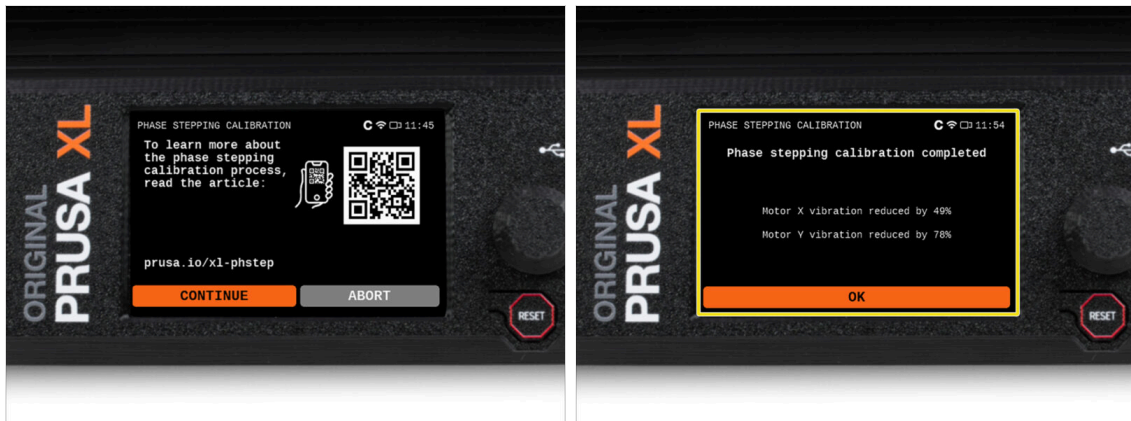 PHASE STEPPING CALIBRATION
C 11:45
To learn more about
the phase stepping
calibration process,
read the article:
prusa.io/xl-phstep
CONTINUE
ABORT
ORIGINAL
PRUSA XL
RESET
PHASE STEPPING CALIBRATION
C 11:54
Phase stepping calibration completed
Motor X vibration reduced by 49%
Motor Y vibration reduced by 78%
OK
ORIGINAL
PRUSA XL
RESET